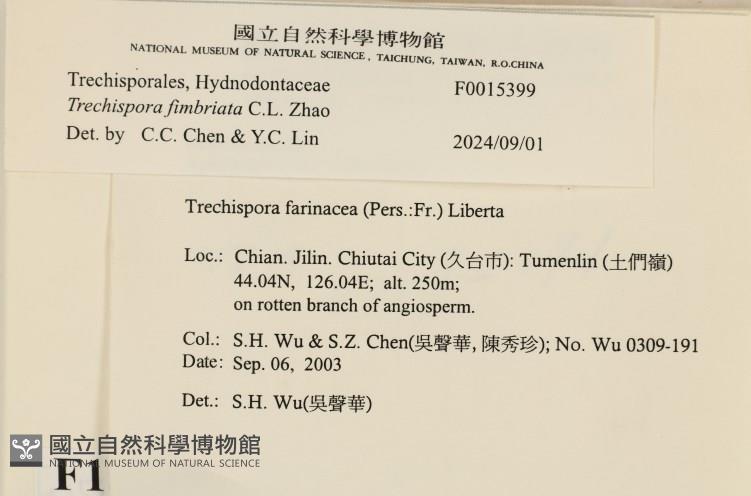 國立自然科學博物館
NATIONAL MUSEUM OF NATURAL SCIENCE, TAICHUNG, TAIWAN, R.O.CHINA
Trechisporales, Hydnodontaceae F0015399
Trechispora fimbriata C.L. Zhao
Det. by C.C. Chen & Y.C. Lin 2024/09/01
Trechispora farinacea (Pers.:Fr.) Liberta
Loc.: Chian. Jilin. Chiutai City (久台市): Tumenlin (土們嶺)
44.04N, 126.04E; alt. 250m;
on rotten branch of angiosperm.
Col.: S.H. Wu & S.Z. Chen(吳聲華, 陳秀珍); No. Wu 0309-191
Date: Sep. 06, 2003
Det.: S.H. Wu(吳聲華)
國立自然科學博物館
NATIONAL MUSEUM OF NATURAL SCIENCE
F1